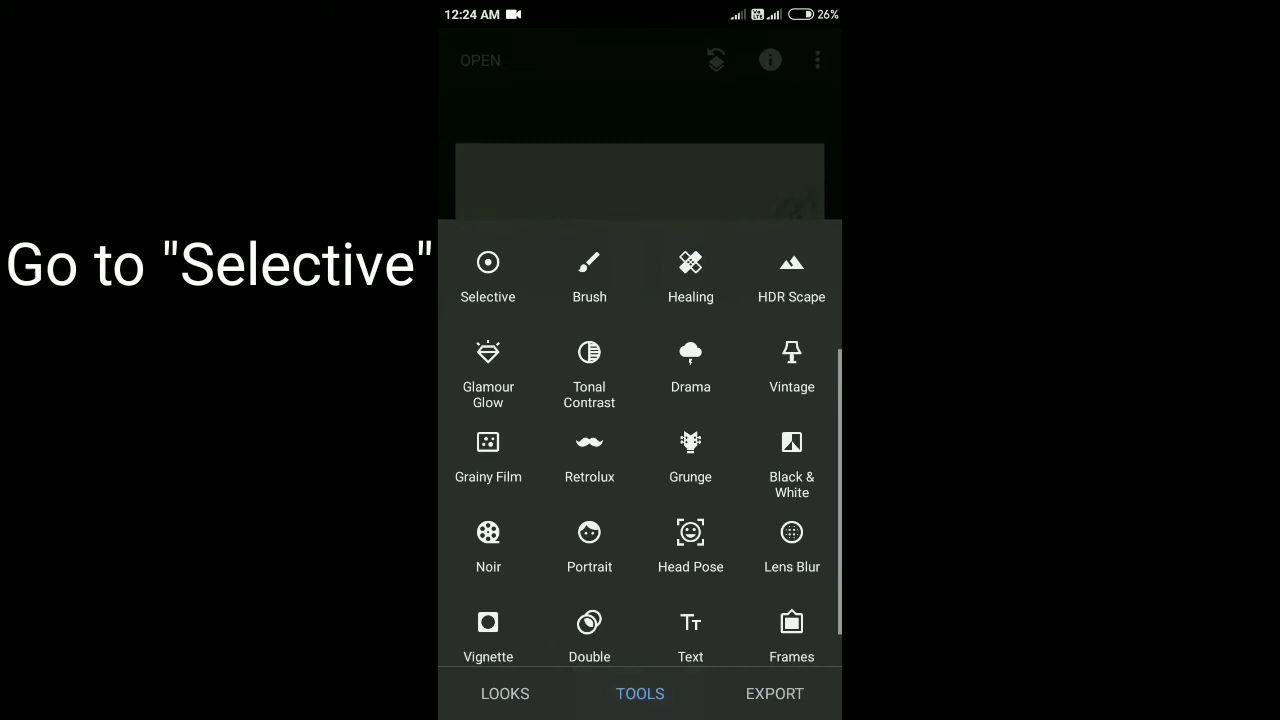 12:24 AM
26%
OPEN
Go to "Selective"
Selective Brush Healing HDR Scape
Glamour Glow Tonal Contrast Drama Vintage
Grainy Film Retrolux Grunge Black & White
Noir Portrait Head Pose Lens Blur
Vignette Double Text Frames
LOOKS TOOLS EXPORT